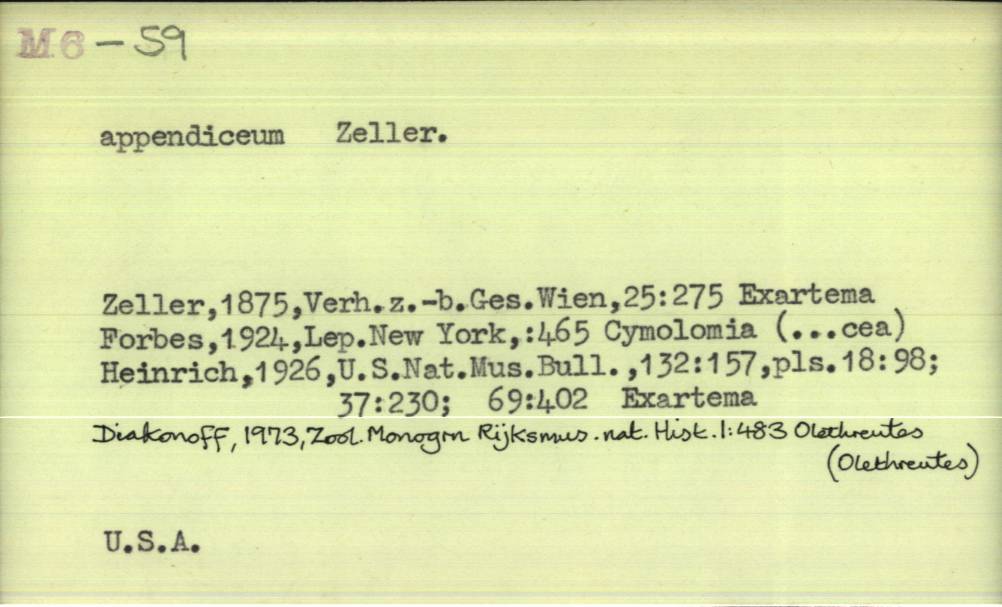 M6 - 59
appendiceum Zeller.
Zeller,1875,Verh.z.-b.Ges.Wien,25:275 Exartema
Forbes,1924,Lep.New York,:465 Cymolomia (...cea)
Heinrich,1926,U.S.Nat.Mus.Bull.,132:157,pls.18:98;
37:230; 69:402 Exartema
Diakonoff, 1973, Zool. Monogrn Rijksmus. nat. Hist. 1:483 Olethreutes
(Olethreutes)
U.S.A.